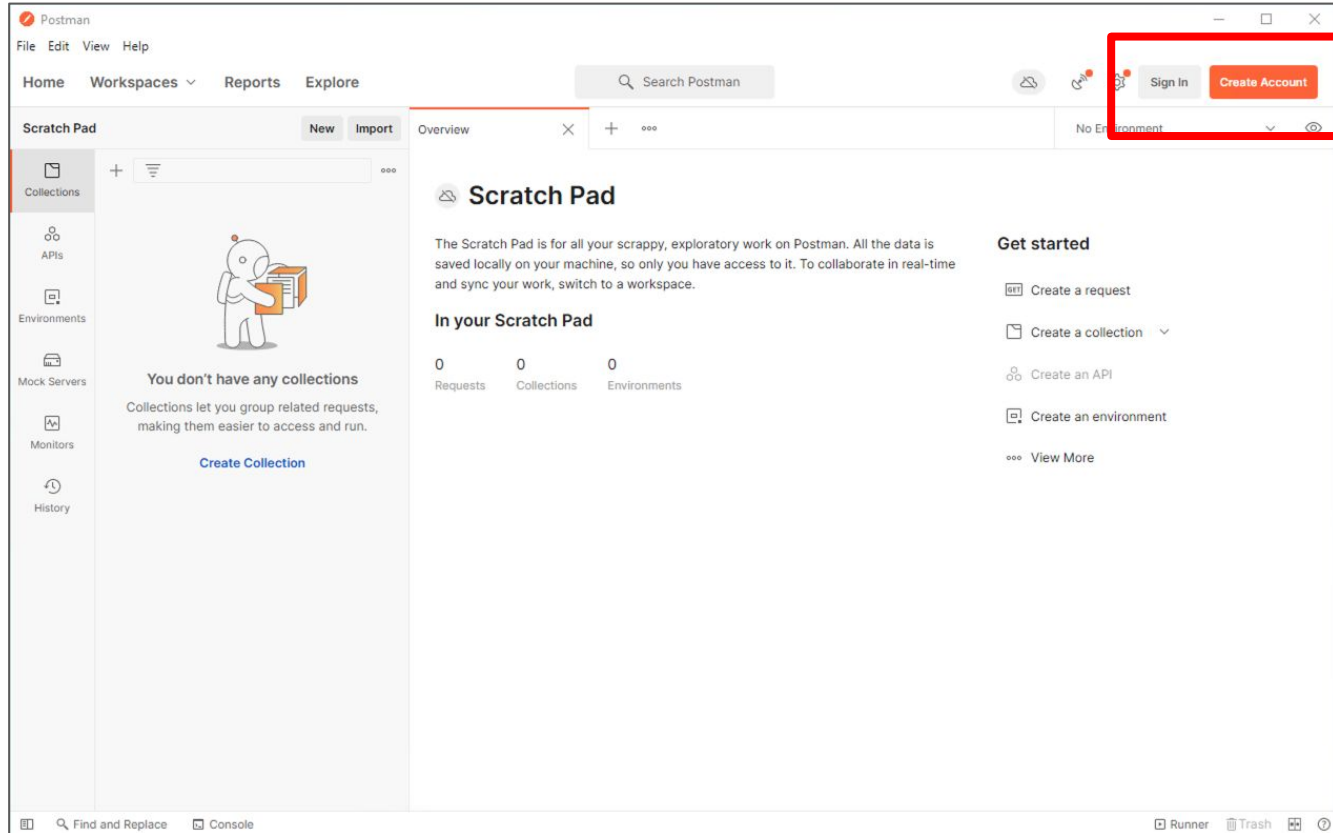 Postman
File Edit View Help
Home Workspaces Reports Explore
Search Postman
Sign In Create Account
Scratch Pad New Import
Overview
No Environment
Collections
APIs
Environments
Mock Servers
Monitors
History
You don't have any collections
Collections let you group related requests,
making them easier to access and run.
Create Collection
Scratch Pad
The Scratch Pad is for all your scrappy, exploratory work on Postman. All the data is
saved locally on your machine, so only you have access to it. To collaborate in real-time
and sync your work, switch to a workspace.
In your Scratch Pad
0 0 0
Requests Collections Environments
Get started
GET Create a request
Create a collection
Create an API
Create an environment
View More
Find and Replace Console
Runner Trash